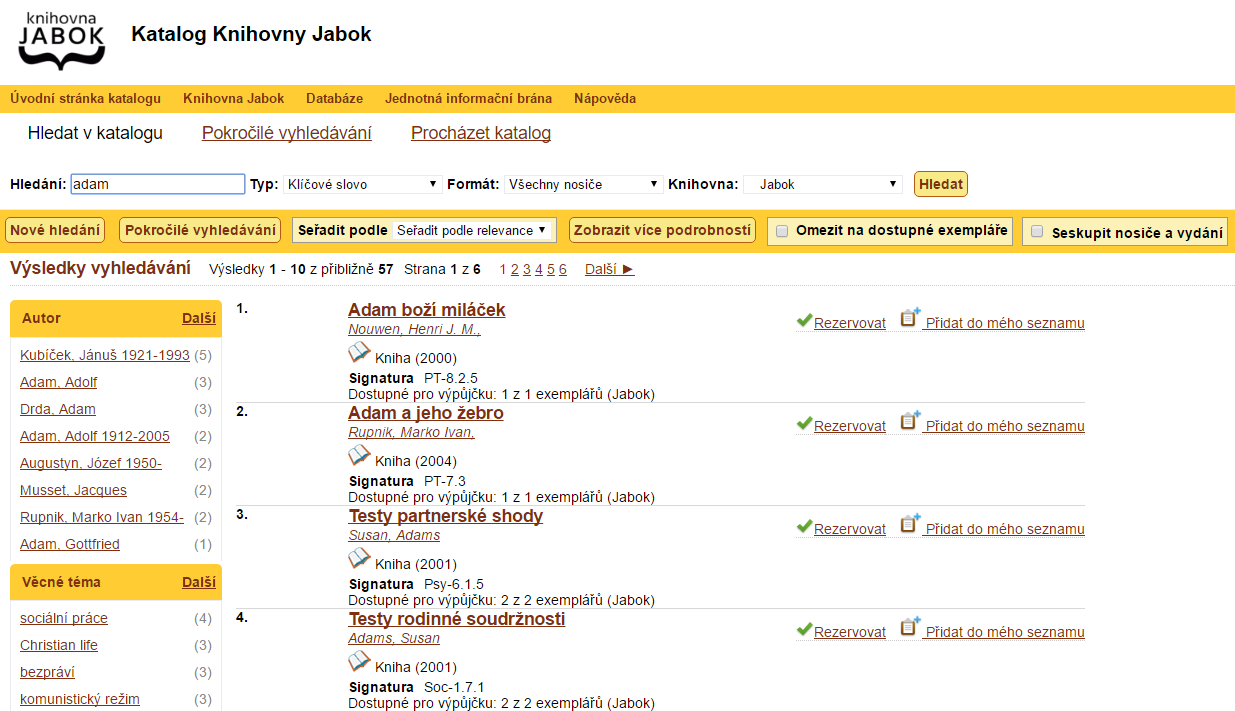 knihovna
JABOK
Katalog Knihovny Jabok
Úvodní stránka katalogu Knihovna Jabok Databáze Jednotná informační brána Nápověda
Hledat v katalogu Pokročilé vyhledávání Procházet katalog
Hledání: adam Typ: Klíčové slovo Formát: Všechny nosiče Knihovna: Jabok Hledat
Nové hledání Pokročilé vyhledávání Seřadit podle Seřadit podle relevance Zobrazit více podrobností Omezit na dostupné exempláře Seskupit nosiče a vydání
Výsledky vyhledávání Výsledky 1 - 10 z přibližně 57 Strana 1 z 6 1 2 3 4 5 6 Další ►
Autor Další
Kubíček, Jánuš 1921-1993 (5)
Adam, Adolf (3)
Drda, Adam (3)
Adam, Adolf 1912-2005 (2)
Augustyn, Józef 1950- (2)
Musset, Jacques (2)
Rupnik, Marko Ivan 1954- (2)
Adam, Gottfried (1)
Věcné téma Další
sociální práce (4)
Christian life (3)
bezpráví (3)
komunistický režim (3)
1. Adam boží miláček
Nouwen, Henri J. M.,
Rezervovat Přidat do mého seznamu
Kniha (2000)
Signatura PT-8.2.5
Dostupné pro výpůjčku: 1 z 1 exemplářů (Jabok)
2. Adam a jeho žebro
Rupnik, Marko Ivan,
Rezervovat Přidat do mého seznamu
Kniha (2004)
Signatura PT-7.3
Dostupné pro výpůjčku: 1 z 1 exemplářů (Jabok)
3. Testy partnerské shody
Susan, Adams
Rezervovat Přidat do mého seznamu
Kniha (2001)
Signatura Psy-6.1.5
Dostupné pro výpůjčku: 2 z 2 exemplářů (Jabok)
4. Testy rodinné soudržnosti
Adams, Susan
Rezervovat Přidat do mého seznamu
Kniha (2001)
Signatura Soc-1.7.1
Dostupné pro výpůjčku: 2 z 2 exemplářů (Jabok)